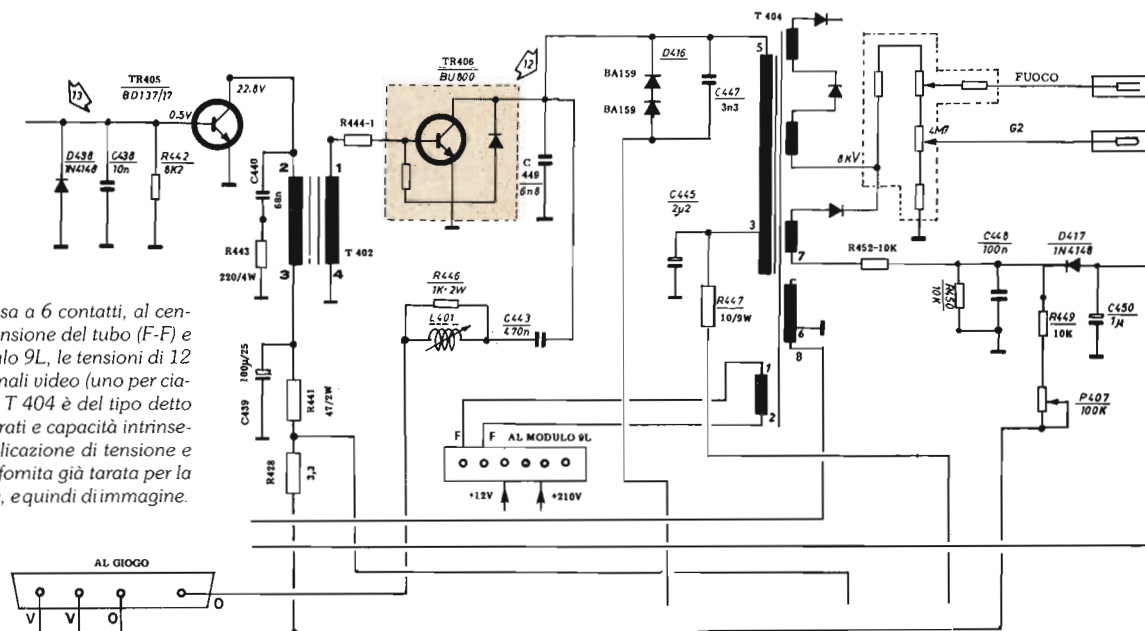 T 404
TR405
BD137/17
22.8V
13
0.5V
D438
1N4148
C438
10n
R442
8K2
C440
68n
R443
220/4W
2
3
1
4
T 402
R444-1
TR406
BU800
12
C
449
6n8
BA159
BA159
D416
C447
3n3
5
3
C445
2µ2
R447
10/9W
8KV
7
6
8
1
2
4M7
FUOCO
G2
R452-10K
R450
10K
C448
100n
D417
1N4148
R449
10K
C450
1µ
P407
100K
R446
1K-2W
L401
C443
470n
100µ/25
C439
R441
47/2W
R428
3,3
F
F
AL MODULO 9L
+12V
+210V
sa a 6 contatti, al cen-
nsione del tubo (F-F) e
lo 9L, le tensioni di 12
nali video (uno per cia-
T 404 è del tipo detto
rati e capacità intrinse-
licazione di tensione e
fornita già tarata per la
, e quindi di immagine.
AL GIOGO
V
V
O
O